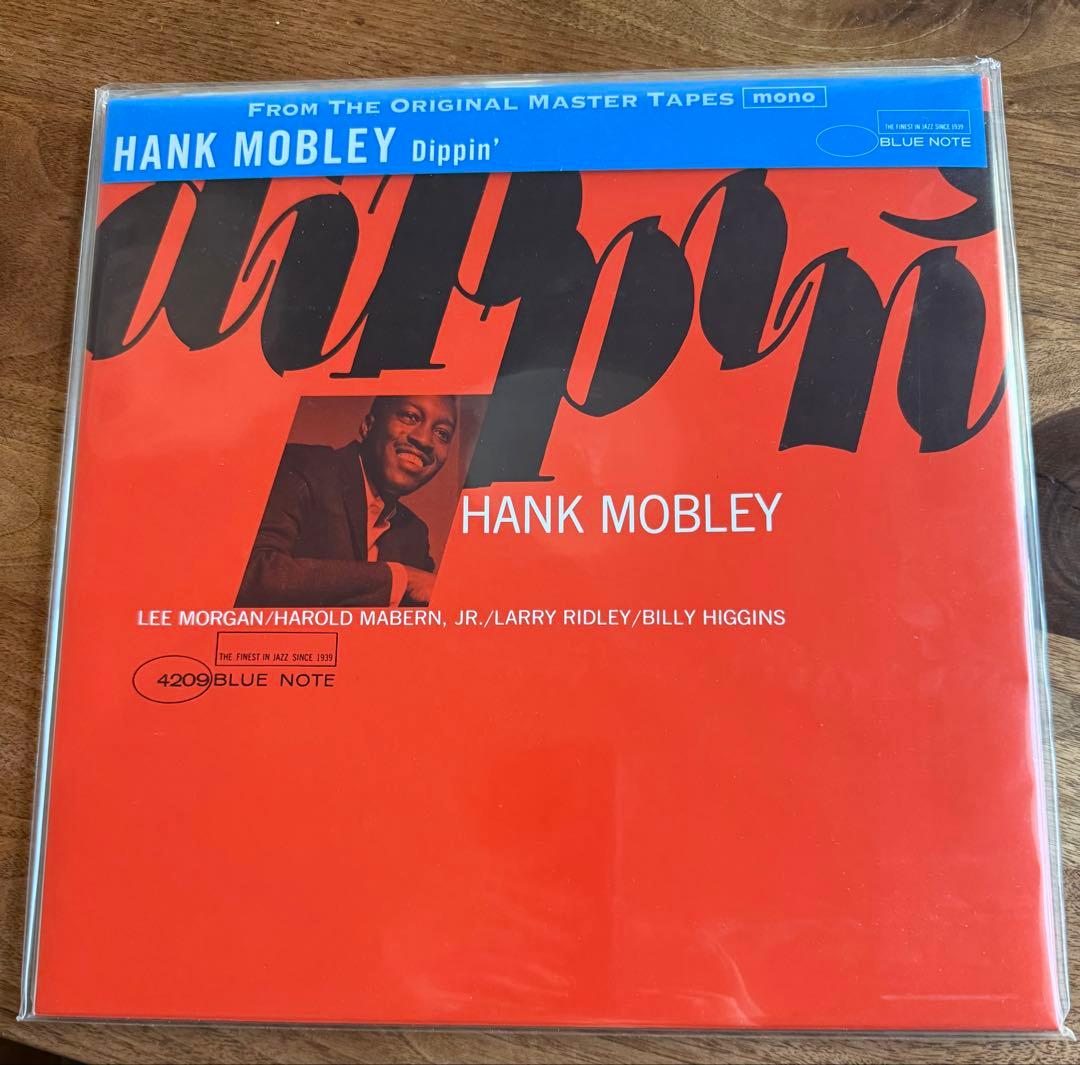 FROM THE ORIGINAL MASTER TAPES mono
HANK MOBLEY Dippin'
THE FINEST IN JAZZ SINCE 1939
BLUE NOTE
dippin'
HANK MOBLEY
LEE MORGAN/HAROLD MABERN, JR./LARRY RIDLEY/BILLY HIGGINS
THE FINEST IN JAZZ SINCE 1939
4209 BLUE NOTE